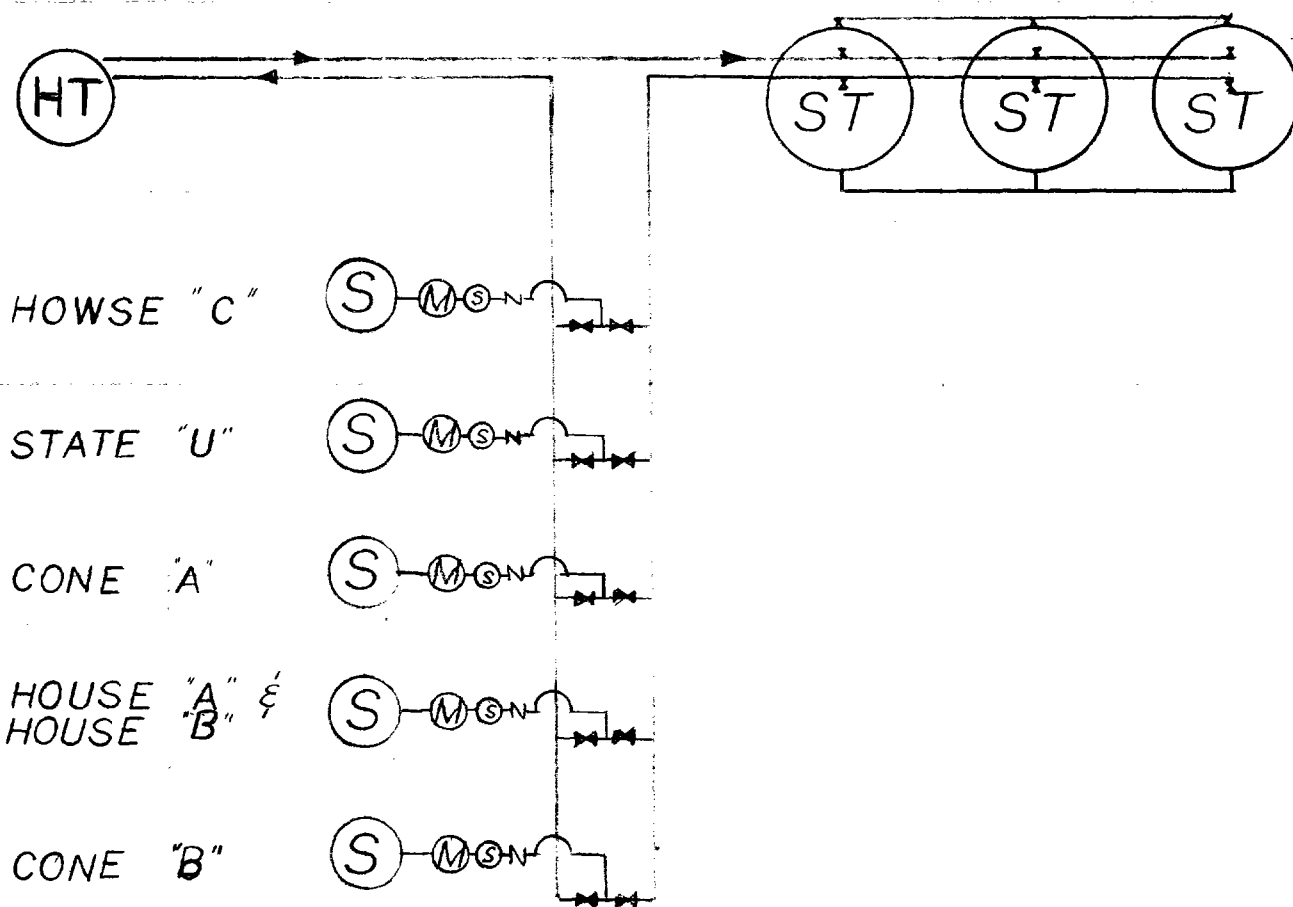 HT
ST ST ST
HOWSE "C" S M S N
STATE "U" S M S N
CONE "A" S M S N
HOUSE "A" &
HOUSE "B" S M S N
CONE "B" S M S N